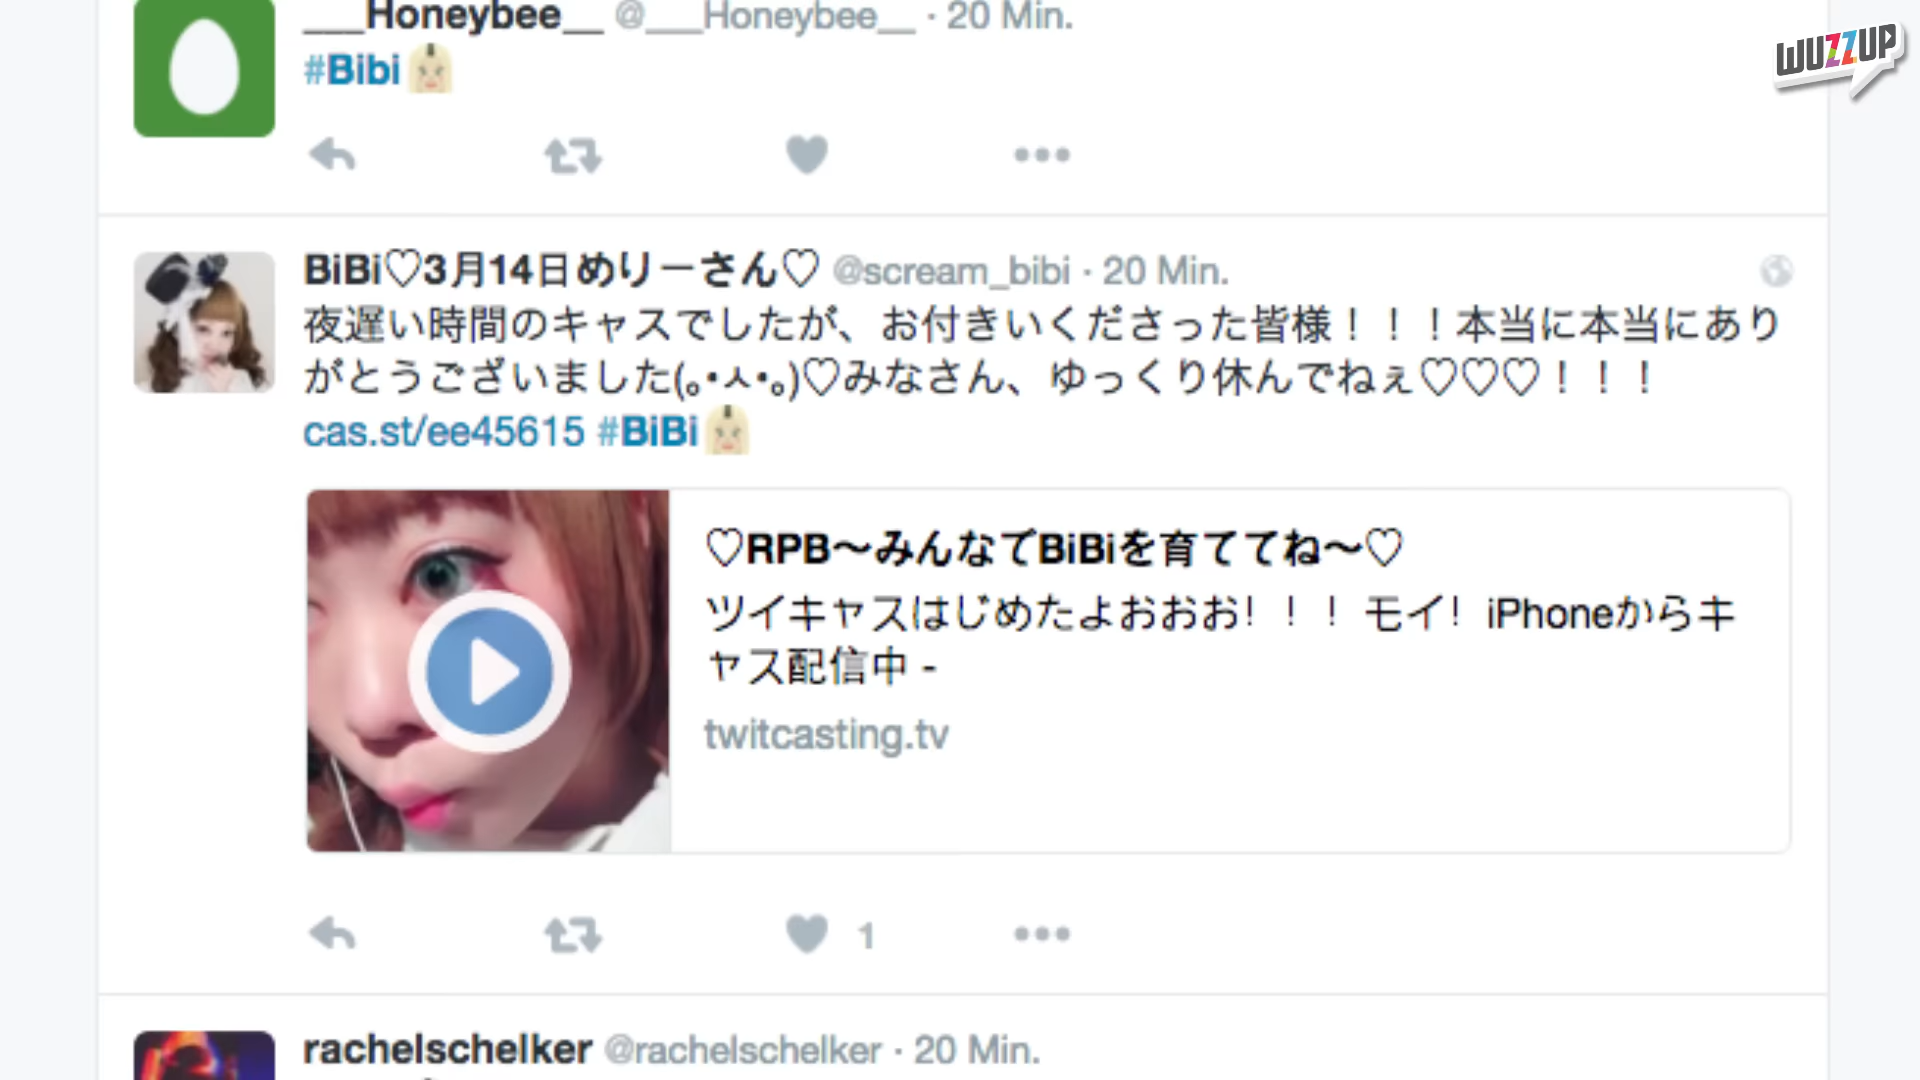 ___Honeybee__ @___Honeybee__ · 20 Min.
WUZZUP
#Bibi
BiBi♡3月14日めりーさん♡ @scream_bibi · 20 Min.
夜遅い時間のキャスでしたが、お付きいくださった皆様！！！本当に本当にあり
がとうございました(｡•ㅅ•｡)♡みなさん、ゆっくり休んでねぇ♡♡♡！！！
cas.st/ee45615 #BiBi
♡RPB〜みんなでBiBiを育ててね〜♡
ツイキャスはじめたよおおお！！！モイ！iPhoneからキ
ャス配信中 -
twitcasting.tv
1
rachelschelker @rachelschelker · 20 Min.